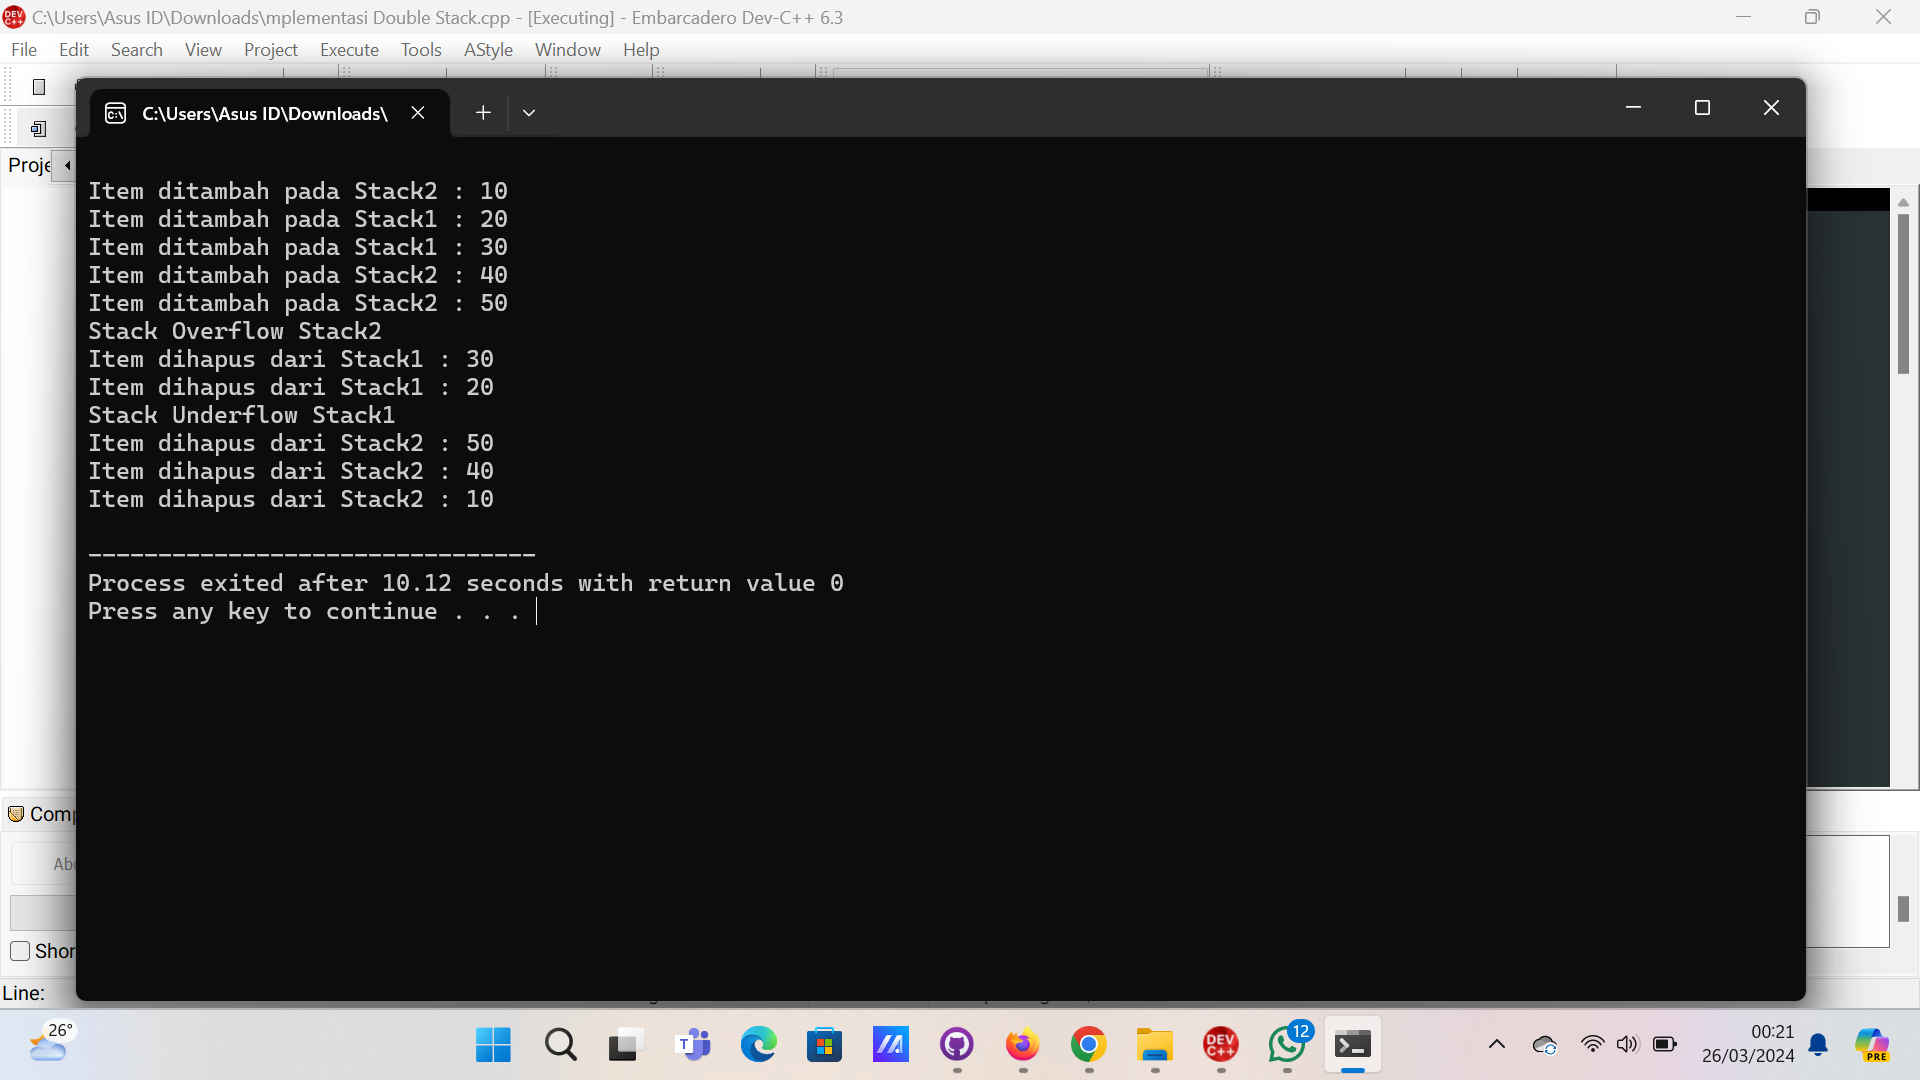 C:\Users\Asus ID\Downloads\mplementasi Double Stack.cpp - [Executing] - Embarcadero Dev-C++ 6.3
File Edit Search View Project Execute Tools AStyle Window Help
C:\Users\Asus ID\Downloads\
Proje
Item ditambah pada Stack2 : 10
Item ditambah pada Stack1 : 20
Item ditambah pada Stack1 : 30
Item ditambah pada Stack2 : 40
Item ditambah pada Stack2 : 50
Stack Overflow Stack2
Item dihapus dari Stack1 : 30
Item dihapus dari Stack1 : 20
Stack Underflow Stack1
Item dihapus dari Stack2 : 50
Item dihapus dari Stack2 : 40
Item dihapus dari Stack2 : 10
--------------------------------
Process exited after 10.12 seconds with return value 0
Press any key to continue . . .
Comp
Abo
Shor
Line:
26°
DEV C++
12
00:21
26/03/2024
PRE